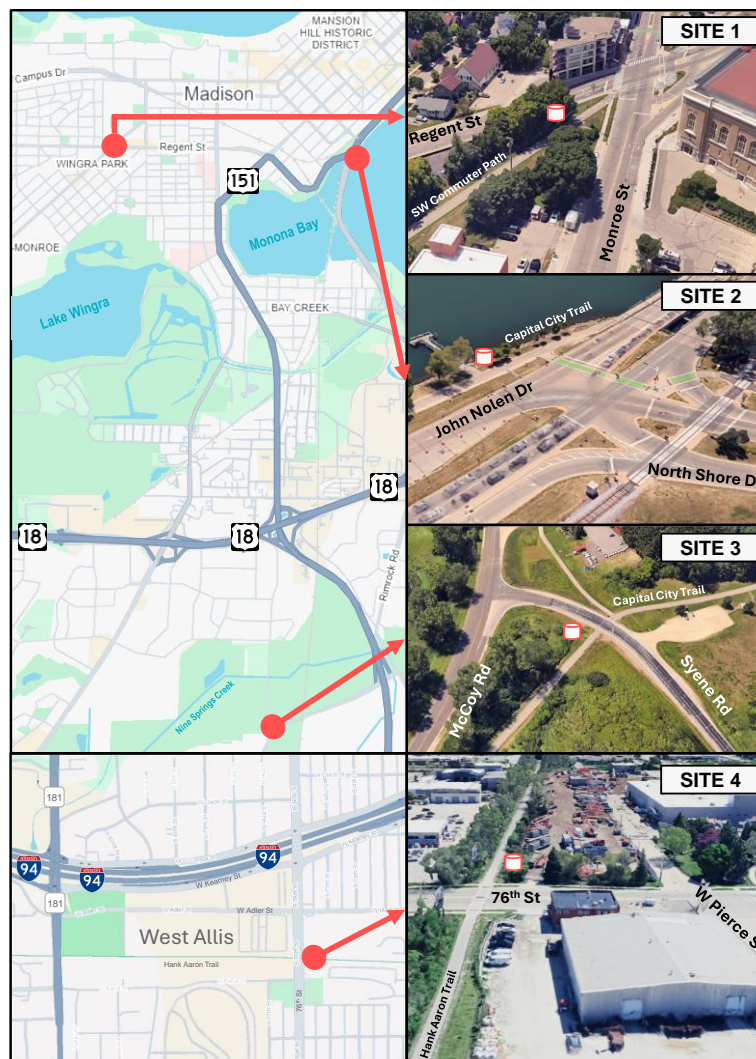 MANSION
HILL HISTORIC
DISTRICT
Campus Dr
Madison
Regent St
WINGRA PARK
151
Monona Bay
MONROE
Lake Wingra
BAY CREEK
18
18
18
Rimrock Rd
Nine Springs Creek
SITE 1
Regent St
SW Commuter Path
Monroe St
SITE 2
Capital City Trail
John Nolen Dr
North Shore D
SITE 3
Capital City Trail
McCoy Rd
Syene Rd
181
94
94
94
W Kearney St
181
W Adler St
W Adler St
West Allis
Hank Aaron Trail
76th St
SITE 4
76th St
W Pierce S
Hank Aaron Trail